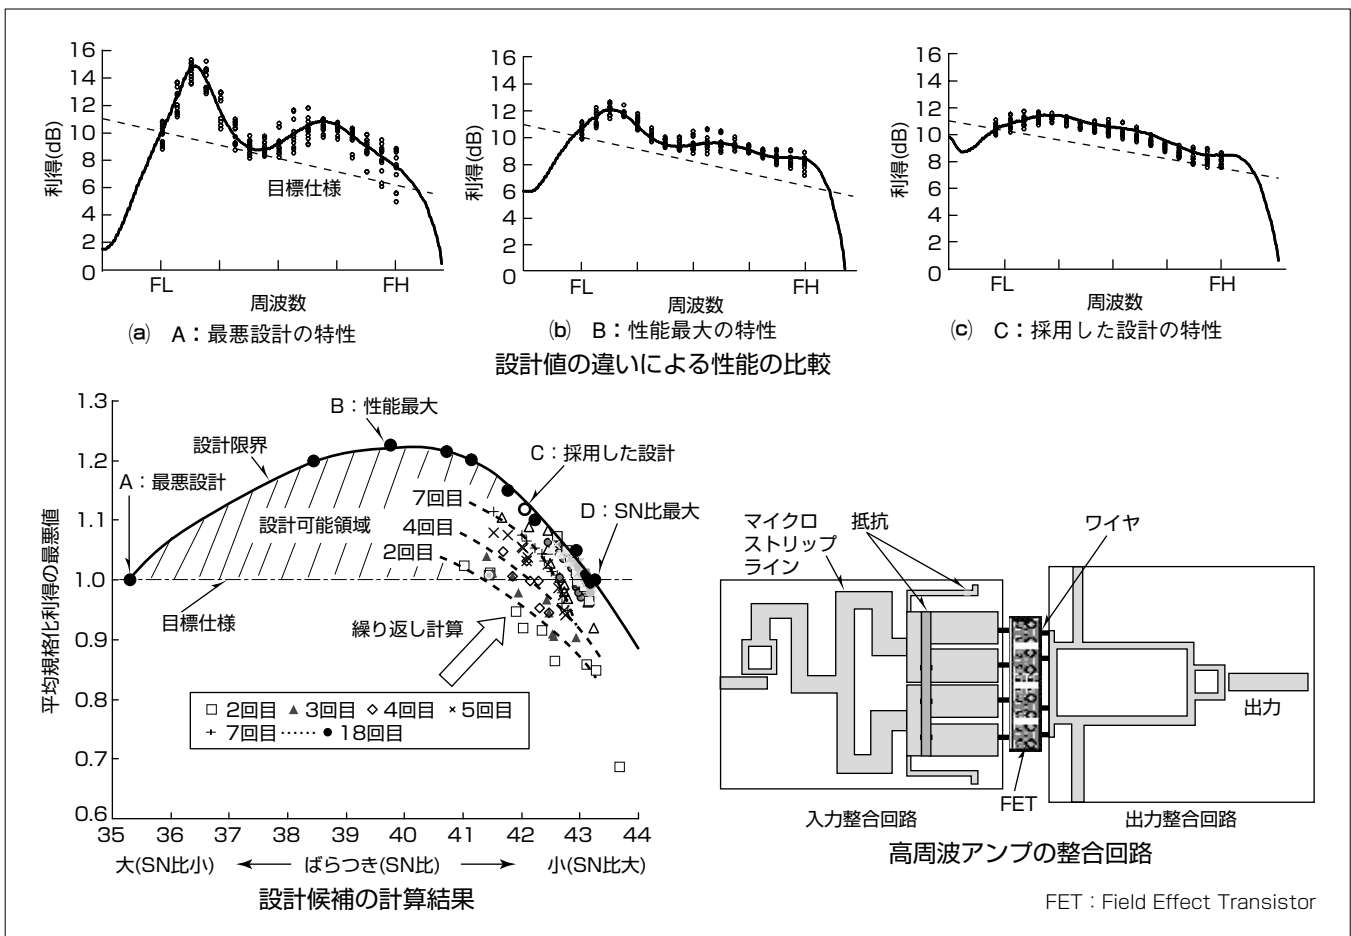 利得(dB)
16
14
12
10
8
6
4
2
0
目標仕様
FL
FH
周波数
(a) A：最悪設計の特性
利得(dB)
16
14
12
10
8
6
4
2
0
FL
FH
周波数
(b) B：性能最大の特性
利得(dB)
16
14
12
10
8
6
4
2
0
FL
FH
周波数
(c) C：採用した設計の特性
設計値の違いによる性能の比較
平均規格化利得の最悪値
1.3
1.2
1.1
1.0
0.9
0.8
0.7
0.6
B：性能最大
設計限界
C：採用した設計
A：最悪設計
7回目
D：SN比最大
設計可能領域
4回目
2回目
目標仕様
繰り返し計算
□ 2回目 ▲ 3回目 ◇ 4回目 × 5回目
+ 7回目 ‥‥‥ ● 18回目
35 36 37 38 39 40 41 42 43 44
大(SN比小) ← ばらつき(SN比) → 小(SN比大)
設計候補の計算結果
マイクロ
ストリップ
ライン
抵抗
ワイヤ
出力
FET
入力整合回路
出力整合回路
高周波アンプの整合回路
FET：Field Effect Transistor